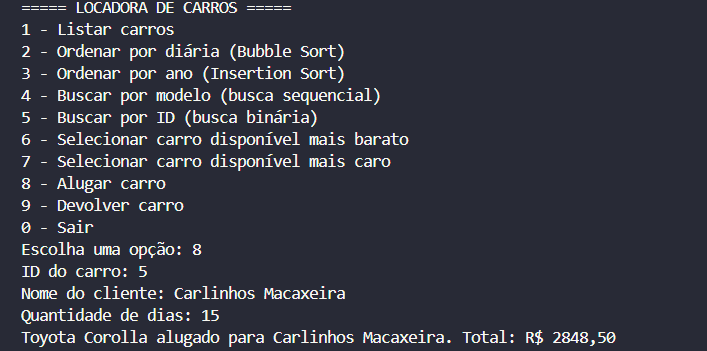 ===== LOCADORA DE CARROS =====
1 - Listar carros
2 - Ordenar por diária (Bubble Sort)
3 - Ordenar por ano (Insertion Sort)
4 - Buscar por modelo (busca sequencial)
5 - Buscar por ID (busca binária)
6 - Selecionar carro disponível mais barato
7 - Selecionar carro disponível mais caro
8 - Alugar carro
9 - Devolver carro
0 - Sair
Escolha uma opção: 8
ID do carro: 5
Nome do cliente: Carlinhos Macaxeira
Quantidade de dias: 15
Toyota Corolla alugado para Carlinhos Macaxeira. Total: R$ 2848,50